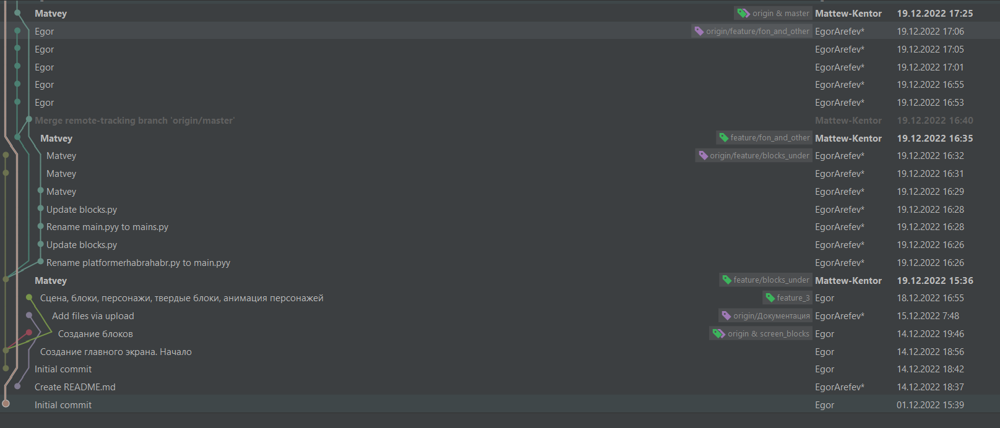 Matvey origin & master Mattew-Kentor 19.12.2022 17:25
Egor origin/feature/fon_and_other EgorArefev* 19.12.2022 17:06
Egor EgorArefev* 19.12.2022 17:05
Egor EgorArefev* 19.12.2022 17:01
Egor EgorArefev* 19.12.2022 16:55
Egor EgorArefev* 19.12.2022 16:53
Merge remote-tracking branch 'origin/master' Mattew-Kentor 19.12.2022 16:40
Matvey feature/fon_and_other Mattew-Kentor 19.12.2022 16:35
Matvey origin/feature/blocks_under EgorArefev* 19.12.2022 16:32
Matvey EgorArefev* 19.12.2022 16:31
Matvey EgorArefev* 19.12.2022 16:29
Update blocks.py EgorArefev* 19.12.2022 16:28
Rename main.pyy to mains.py EgorArefev* 19.12.2022 16:28
Update blocks.py EgorArefev* 19.12.2022 16:26
Rename platformerhabrahabr.py to main.pyy EgorArefev* 19.12.2022 16:26
Matvey feature/blocks_under Mattew-Kentor 19.12.2022 15:36
Сцена, блоки, персонажи, твердые блоки, анимация персонажей feature_3 Egor 18.12.2022 16:55
Add files via upload origin/Документация EgorArefev* 15.12.2022 7:48
Создание блоков origin & screen_blocks Egor 14.12.2022 19:46
Создание главного экрана. Начало Egor 14.12.2022 18:56
Initial commit Egor 14.12.2022 18:42
Create README.md EgorArefev* 14.12.2022 18:37
Initial commit Egor 01.12.2022 15:39